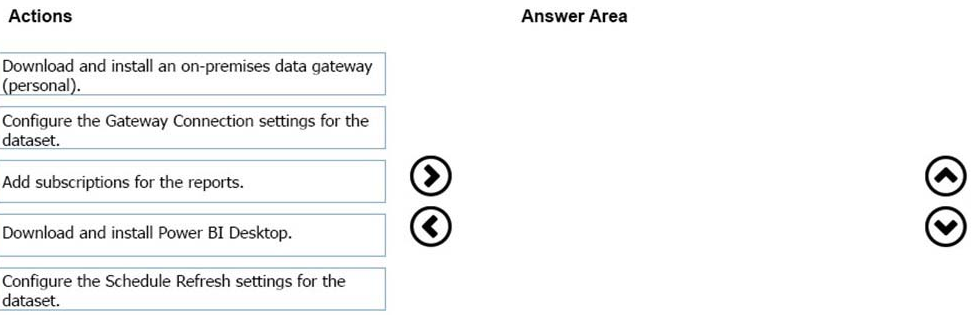 Actions
Answer Area
Download and install an on-premises data gateway
(personal).
Configure the Gateway Connection settings for the
dataset.
Add subscriptions for the reports.
Download and install Power BI Desktop.
Configure the Schedule Refresh settings for the
dataset.